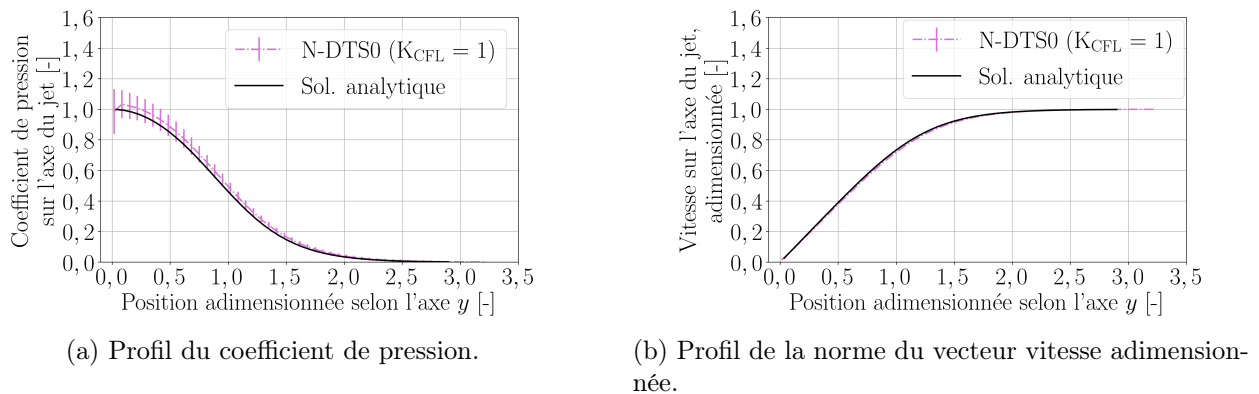 1, 6
1, 4
1, 2
1, 0
0, 8
0, 6
0, 4
0, 2
0, 0
Coefficient de pression
sur l'axe du jet [-]
N-DTS0 (K_CFL = 1)
Sol. analytique
0, 0 0, 5 1, 0 1, 5 2, 0 2, 5 3, 0 3, 5
Position adimensionnée selon l'axe y [-]
(a) Profil du coefficient de pression.
1, 6
1, 4
1, 2
1, 0
0, 8
0, 6
0, 4
0, 2
0, 0
Vitesse sur l'axe du jet,
adimensionnée [-]
N-DTS0 (K_CFL = 1)
Sol. analytique
0, 0 0, 5 1, 0 1, 5 2, 0 2, 5 3, 0 3, 5
Position adimensionnée selon l'axe y [-]
(b) Profil de la norme du vecteur vitesse adimension-
née.